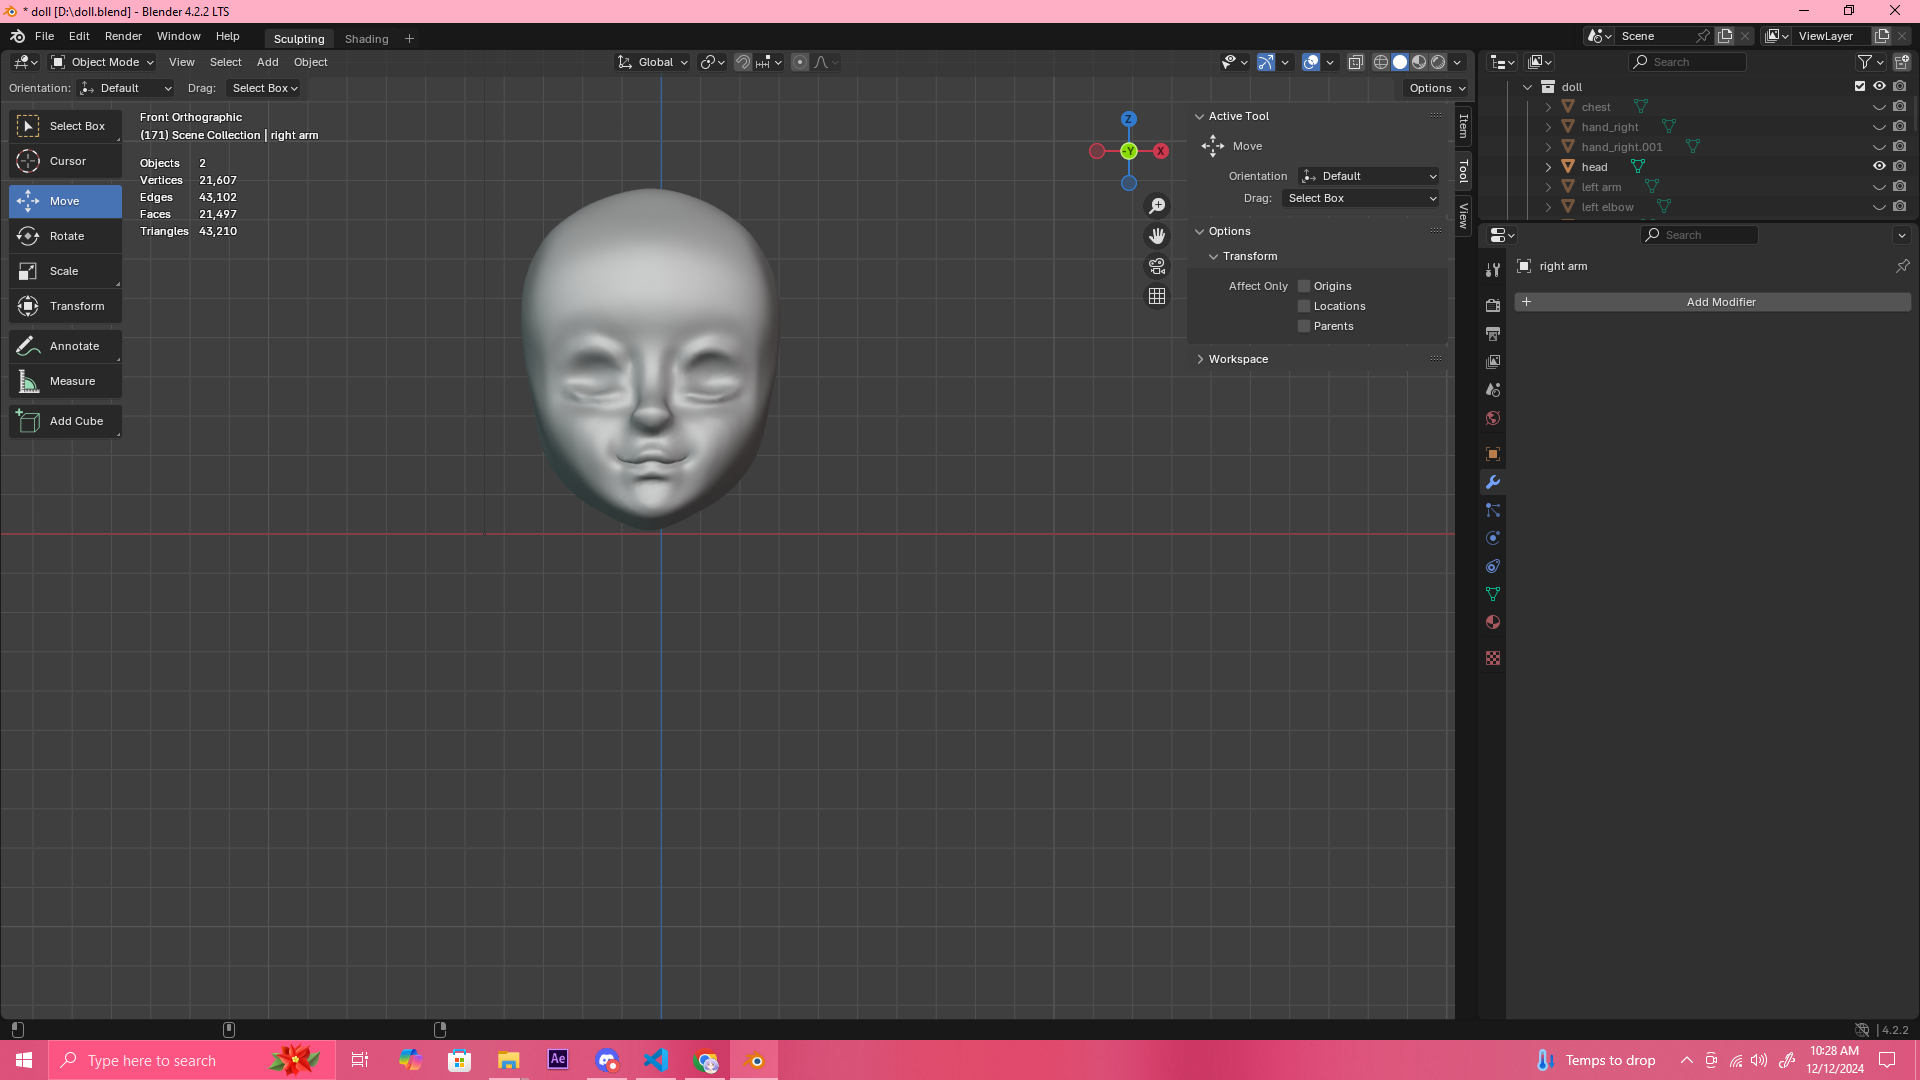 * doll [D:\doll.blend] - Blender 4.2.2 LTS
File Edit Render Window Help Sculpting Shading
Scene ViewLayer
Object Mode View Select Add Object Global
Search
Orientation: Default Drag: Select Box Options
Select Box
Cursor
Move
Rotate
Scale
Transform
Annotate
Measure
Add Cube
Front Orthographic
(171) Scene Collection | right arm
Objects 2
Vertices 21,607
Edges 43,102
Faces 21,497
Triangles 43,210
Z
-Y
X
Active Tool
Move
Orientation Default
Drag: Select Box
Options
Transform
Affect Only Origins
Locations
Parents
Workspace
Item
Tool
View
doll
chest
hand_right
hand_right.001
head
left arm
left elbow
Search
right arm
Add Modifier
4.2.2
Type here to search
Ae
Temps to drop
10:28 AM
12/12/2024